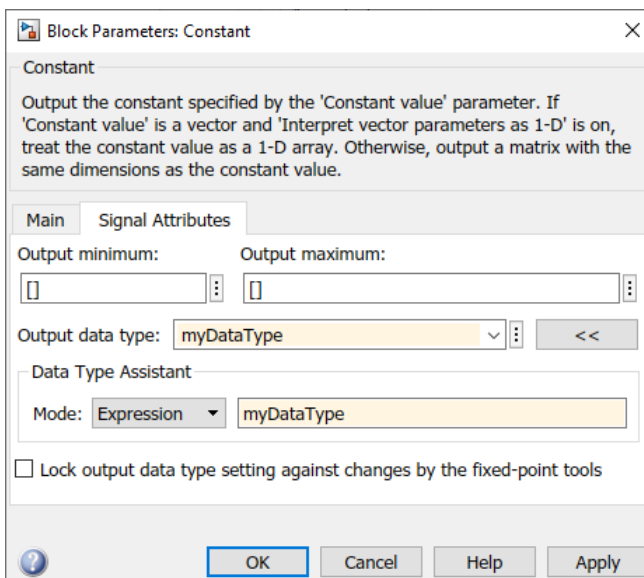 Block Parameters: Constant
Constant
Output the constant specified by the 'Constant value' parameter. If
'Constant value' is a vector and 'Interpret vector parameters as 1-D' is on,
treat the constant value as a 1-D array. Otherwise, output a matrix with the
same dimensions as the constant value.
Main Signal Attributes
Output minimum: Output maximum:
[] []
Output data type: myDataType <<
Data Type Assistant
Mode: Expression myDataType
Lock output data type setting against changes by the fixed-point tools
OK Cancel Help Apply